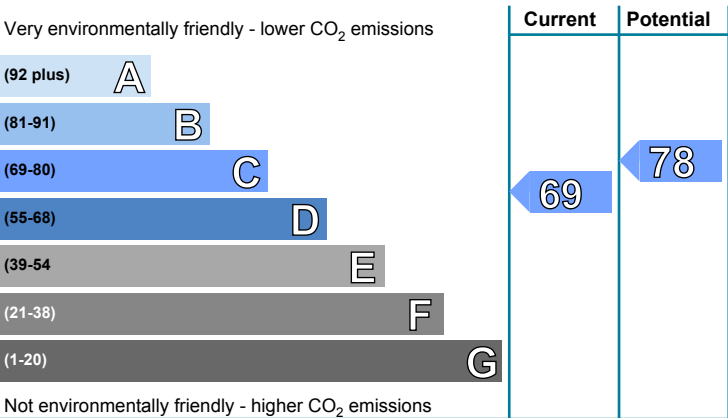 Very environmentally friendly - lower CO2 emissions
Current
Potential
(92 plus) A
(81-91) B
(69-80) C
(55-68) D
(39-54 E
(21-38) F
(1-20) G
78
69
Not environmentally friendly - higher CO2 emissions